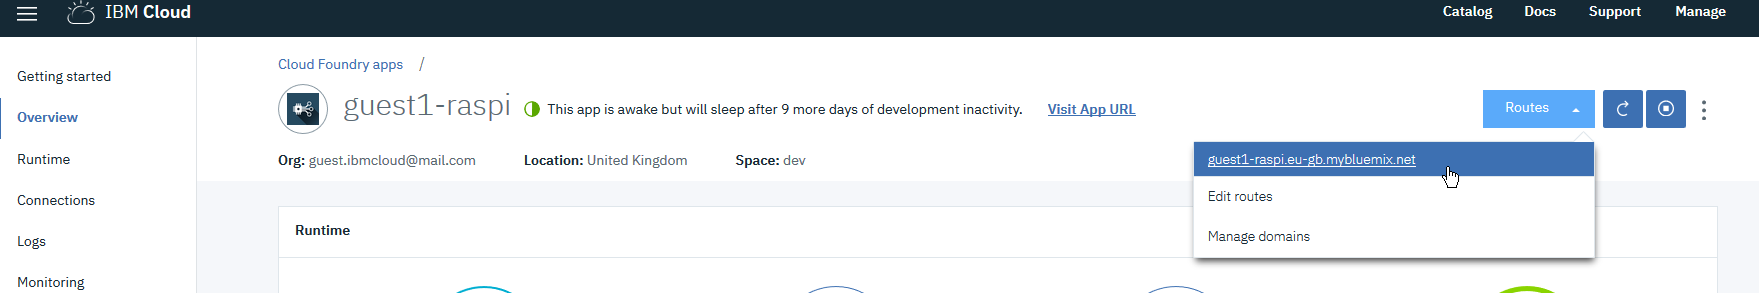 IBM Cloud
Catalog
Docs
Support
Manage
Getting started
Overview
Runtime
Connections
Logs
Monitoring
Cloud Foundry apps /
guest1-raspi
This app is awake but will sleep after 9 more days of development inactivity.
Visit App URL
Routes
Org: guest.ibmcloud@mail.com
Location: United Kingdom
Space: dev
guest1-raspi.eu-gb.mybluemix.net
Edit routes
Manage domains
Runtime